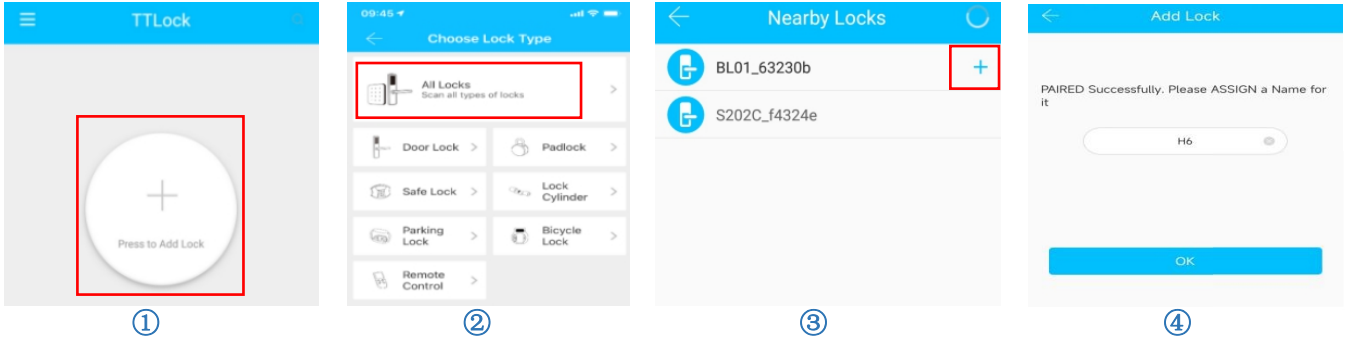 TTLock
Press to Add Lock
①
09:45
Choose Lock Type
All Locks
Scan all types of locks
Door Lock
Padlock
Safe Lock
Lock
Cylinder
Parking
Lock
Bicycle
Lock
Remote
Control
②
Nearby Locks
BL01_63230b
S202C_f4324e
③
Add Lock
PAIRED Successfully. Please ASSIGN a Name for
it
H6
OK
④